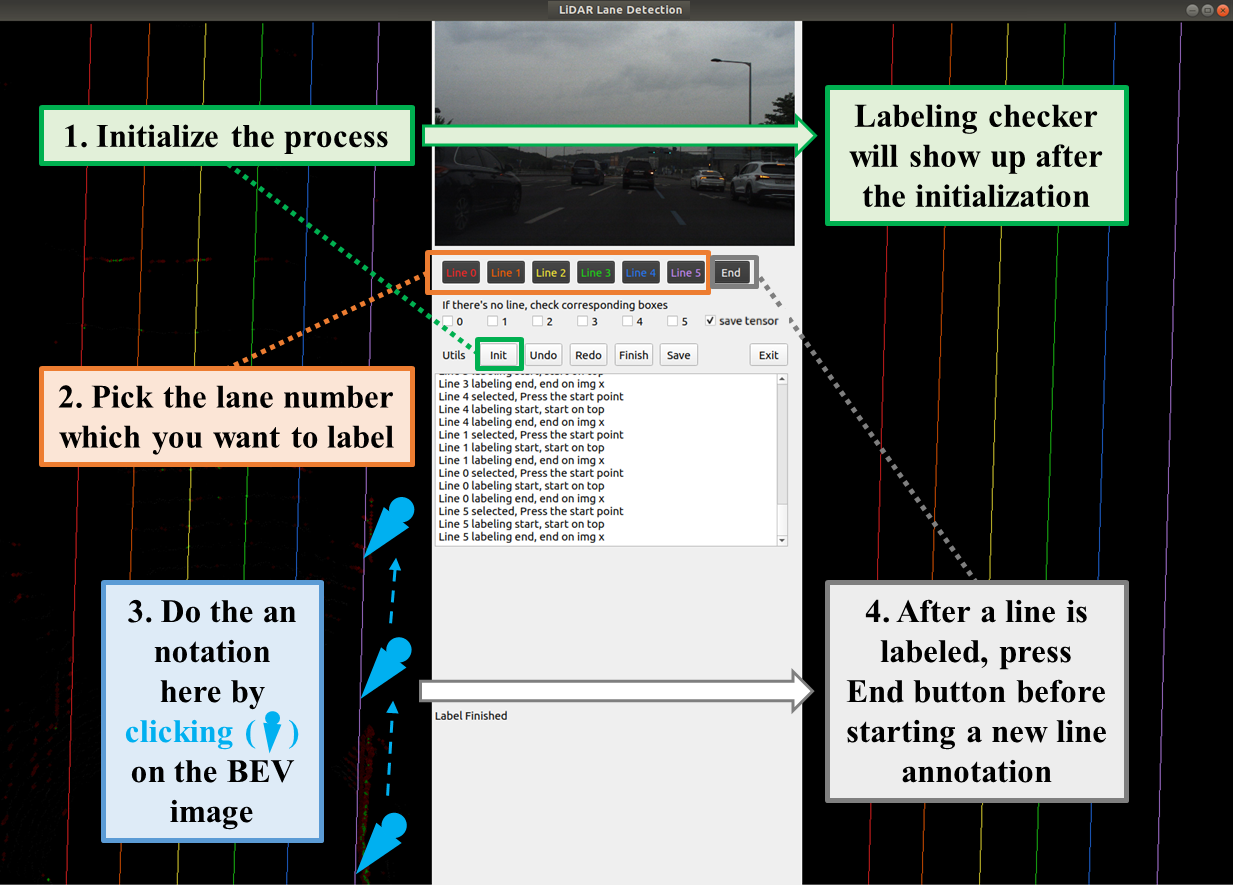 LiDAR Lane Detection
1. Initialize the process
Labeling checker
will show up after
the initialization
Line 0 Line 1 Line 2 Line 3 Line 4 Line 5 End
If there's no line, check corresponding boxes
0 1 2 3 4 5 save tensor
Utils Init Undo Redo Finish Save Exit
2. Pick the lane number
which you want to label
Line 3 labeling end, end on img x
Line 4 selected, Press the start point
Line 4 labeling start, start on top
Line 4 labeling end, end on img x
Line 1 selected, Press the start point
Line 1 labeling start, start on top
Line 1 labeling end, end on img x
Line 0 selected, Press the start point
Line 0 labeling start, start on top
Line 0 labeling end, end on img x
Line 5 selected, Press the start point
Line 5 labeling start, start on top
Line 5 labeling end, end on img x
3. Do the an
notation
here by
clicking ( )
on the BEV
image
4. After a line is
labeled, press
End button before
starting a new line
annotation
Label Finished